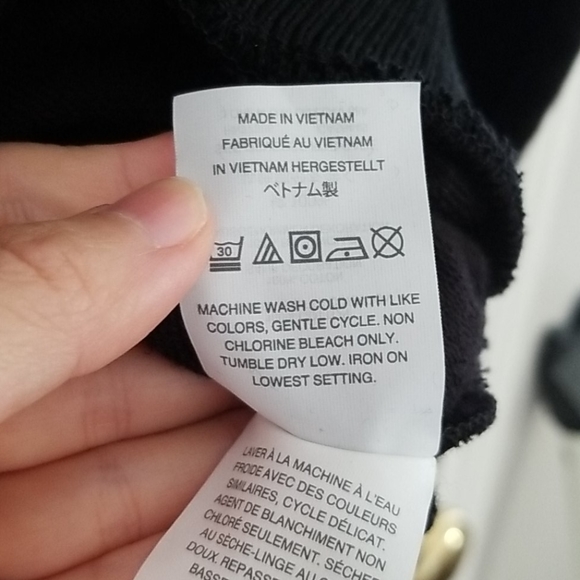 MADE IN VIETNAM
FABRIQUÉ AU VIETNAM
IN VIETNAM HERGESTELLT
ベトナム製
30
MACHINE WASH COLD WITH LIKE
COLORS, GENTLE CYCLE. NON
CHLORINE BLEACH ONLY.
TUMBLE DRY LOW. IRON ON
LOWEST SETTING.
LAVER À LA MACHINE À L'EAU
FROIDE AVEC DES COULEURS
SIMILAIRES, CYCLE DÉLICAT.
AGENT DE BLANCHIMENT NON
CHLORÉ SEULEMENT. SÉCHER
AU SÈCHE-LINGE AU
DOUX. REPASSE